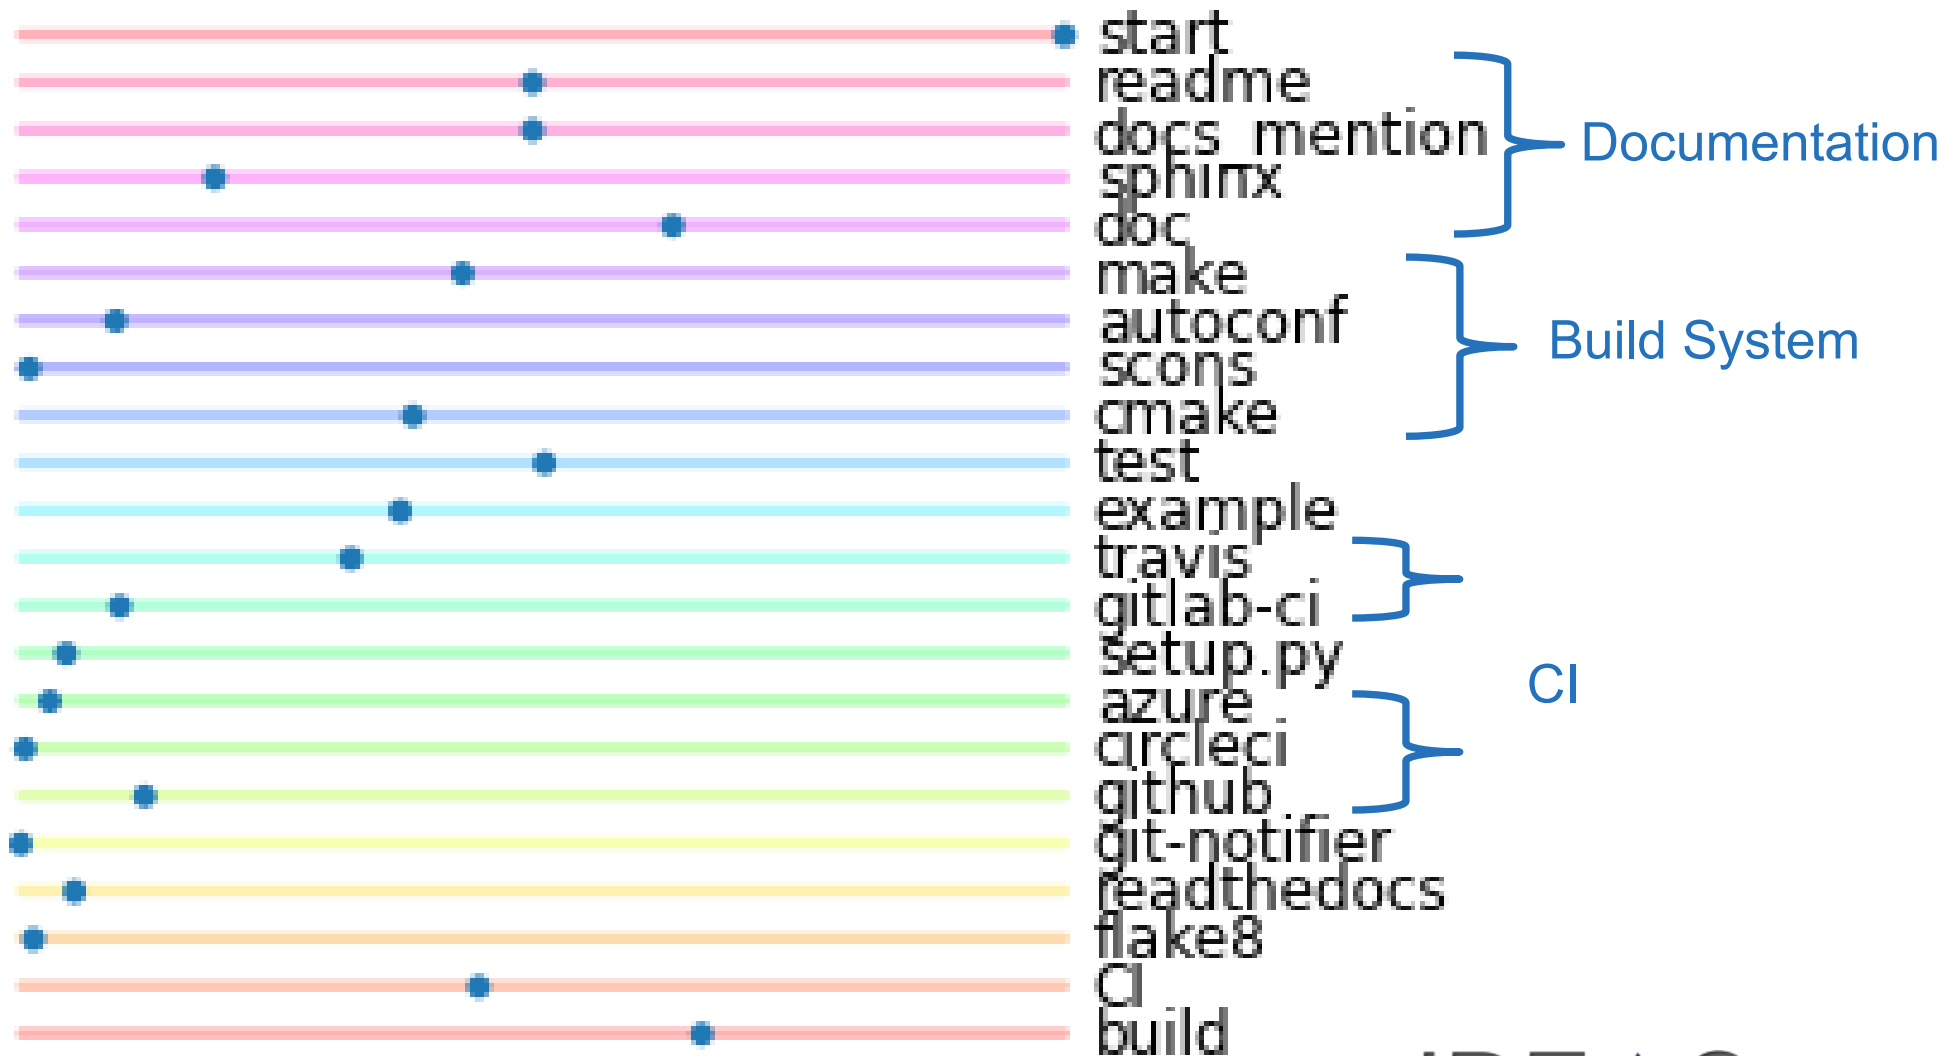 start
readme
docs_mention
sphinx
doc
Documentation
make
autoconf
scons
cmake
Build System
test
example
travis
gitlab-ci
setup.py
azure
circleci
github
CI
git-notifier
readthedocs
flake8
CI
build